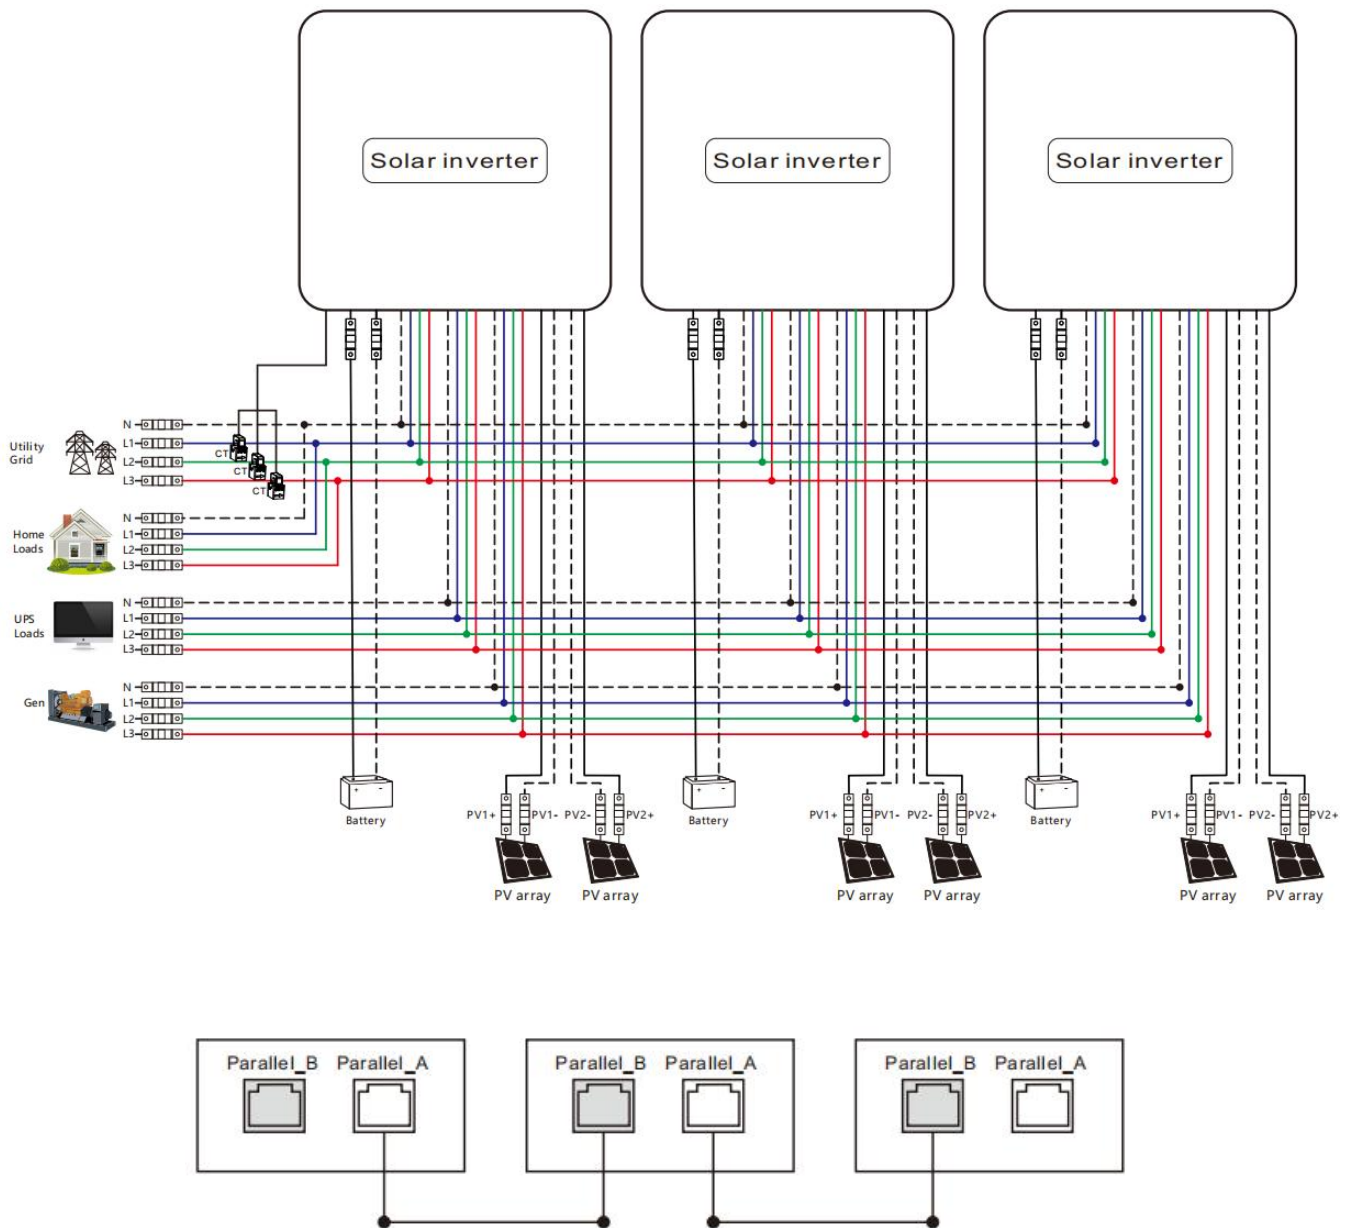 Solar inverter
Solar inverter
Solar inverter
Utility
Grid
N
L1
L2
L3
CT
CT
CT
Home
Loads
N
L1
L2
L3
UPS
Loads
N
L1
L2
L3
Gen
N
L1
L2
L3
+ -
Battery
PV1+ PV1- PV2- PV2+
PV array PV array
+ -
Battery
PV1+ PV1- PV2- PV2+
PV array PV array
+ -
Battery
PV1+ PV1- PV2- PV2+
PV array PV array
Parallel_B Parallel_A
Parallel_B Parallel_A
Parallel_B Parallel_A